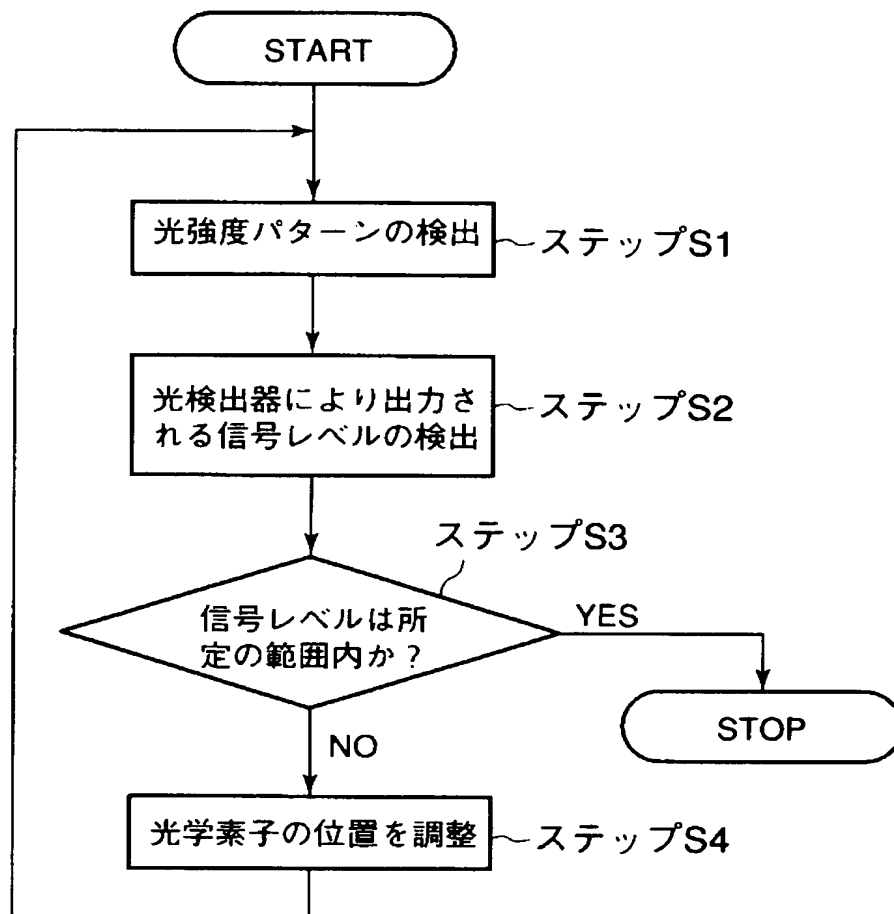 START
光強度パターンの検出
ステップS1
光検出器により出力さ
れる信号レベルの検出
ステップS2
ステップS3
信号レベルは所
定の範囲内か？
YES
STOP
NO
光学素子の位置を調整
ステップS4